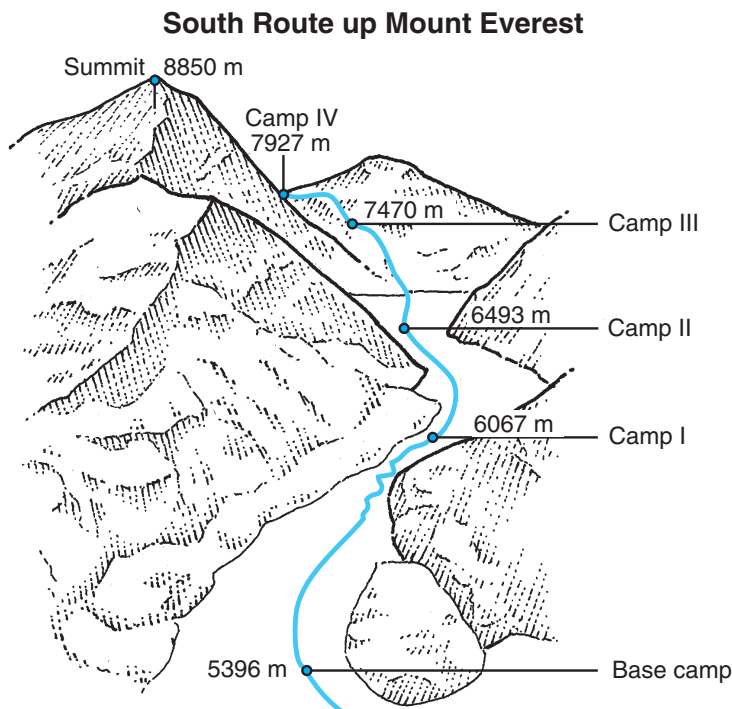 South Route up Mount Everest
Summit 8850 m
Camp IV
7927 m
7470 m Camp III
6493 m Camp II
6067 m Camp I
5396 m Base camp